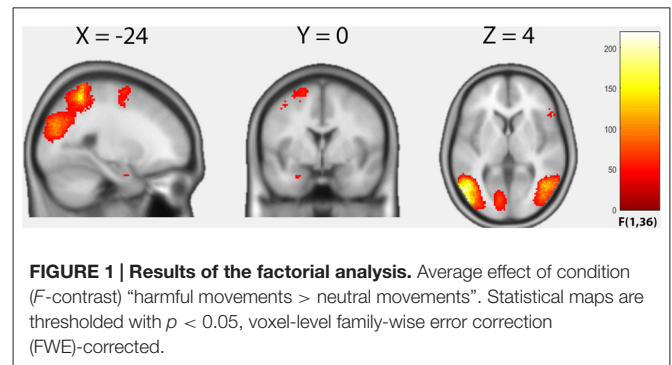 X = -24
Y = 0
Z = 4
200
150
100
50
0
F(1,36)
FIGURE 1 | Results of the factorial analysis. Average effect of condition
(F-contrast) “harmful movements > neutral movements”. Statistical maps are
thresholded with p < 0.05, voxel-level family-wise error correction
(FWE)-corrected.